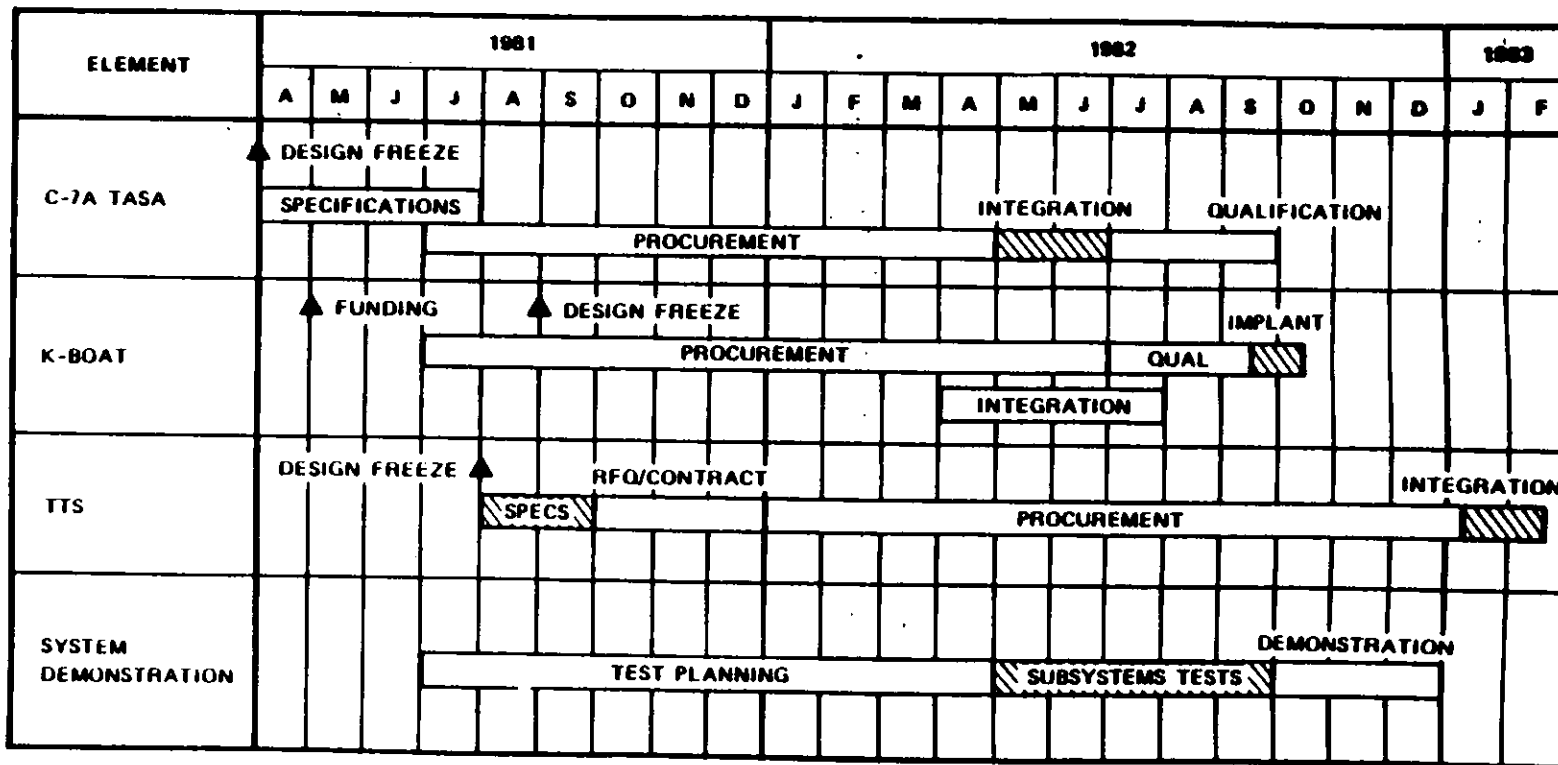 ELEMENT
1981 1982 1983
A M J J A S O N D J F M A M J J A S O N D J F
C-7A TASA
DESIGN FREEZE
SPECIFICATIONS
INTEGRATION QUALIFICATION
PROCUREMENT
K-BOAT
FUNDING DESIGN FREEZE
IMPLANT
PROCUREMENT QUAL
INTEGRATION
TTS
DESIGN FREEZE
RFQ/CONTRACT INTEGRATION
SPECS PROCUREMENT
SYSTEM
DEMONSTRATION
DEMONSTRATION
TEST PLANNING SUBSYSTEMS TESTS